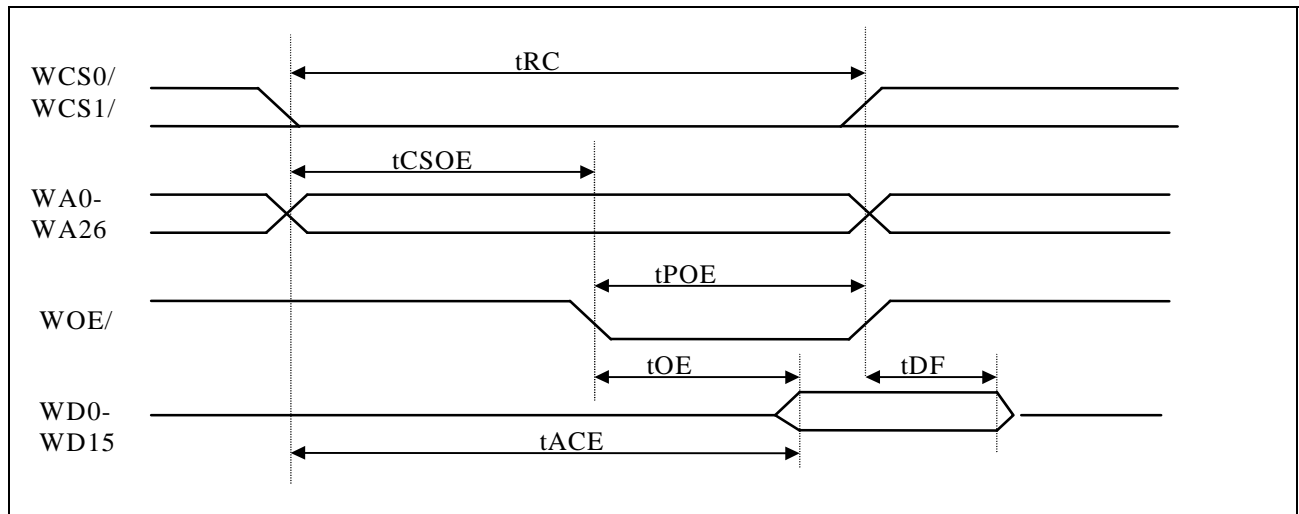 tRC
WCS0/
WCS1/
tCSOE
WA0-
WA26
tPOE
WOE/
tOE
tDF
WD0-
WD15
tACE